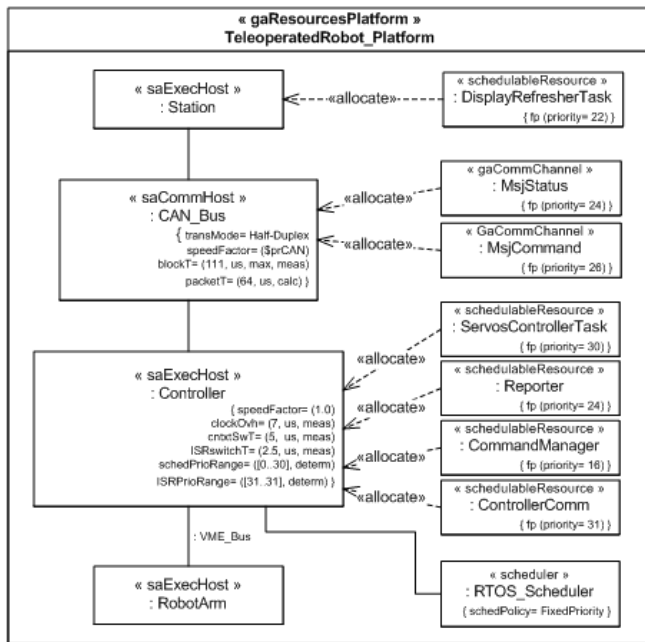 « gaResourcesPlatform »
TeleoperatedRobot_Platform
« saExecHost »
: Station
«allocate»
« schedulableResource »
: DisplayRefresherTask
{ fp (priority= 22) }
« saCommHost »
: CAN_Bus
{ transMode= Half-Duplex
speedFactor= ($prCAN)
blockT= (111, us, max, meas)
packetT= (64, us, calc) }
«allocate»
« gaCommChannel »
: MsjStatus
{ fp (priority= 24) }
«allocate»
« GaCommChannel »
: MsjCommand
{ fp (priority= 26) }
« saExecHost »
: Controller
{ speedFactor= (1.0)
clockOvh= (7, us, meas)
cntxtSwT= (5, us, meas)
ISRswitchT= (2.5, us, meas)
schedPrioRange= ([0..30], determ)
ISRPrioRange= ([31..31], determ) }
«allocate»
« schedulableResource »
: ServosControllerTask
{ fp (priority= 30) }
«allocate»
« schedulableResource »
: Reporter
{ fp (priority= 24) }
«allocate»
« schedulableResource »
: CommandManager
{ fp (priority= 16) }
«allocate»
« schedulableResource »
: ControllerComm
{ fp (priority= 31) }
: VME_Bus
« saExecHost »
: RobotArm
« scheduler »
: RTOS_Scheduler
{ schedPolicy= FixedPriority }